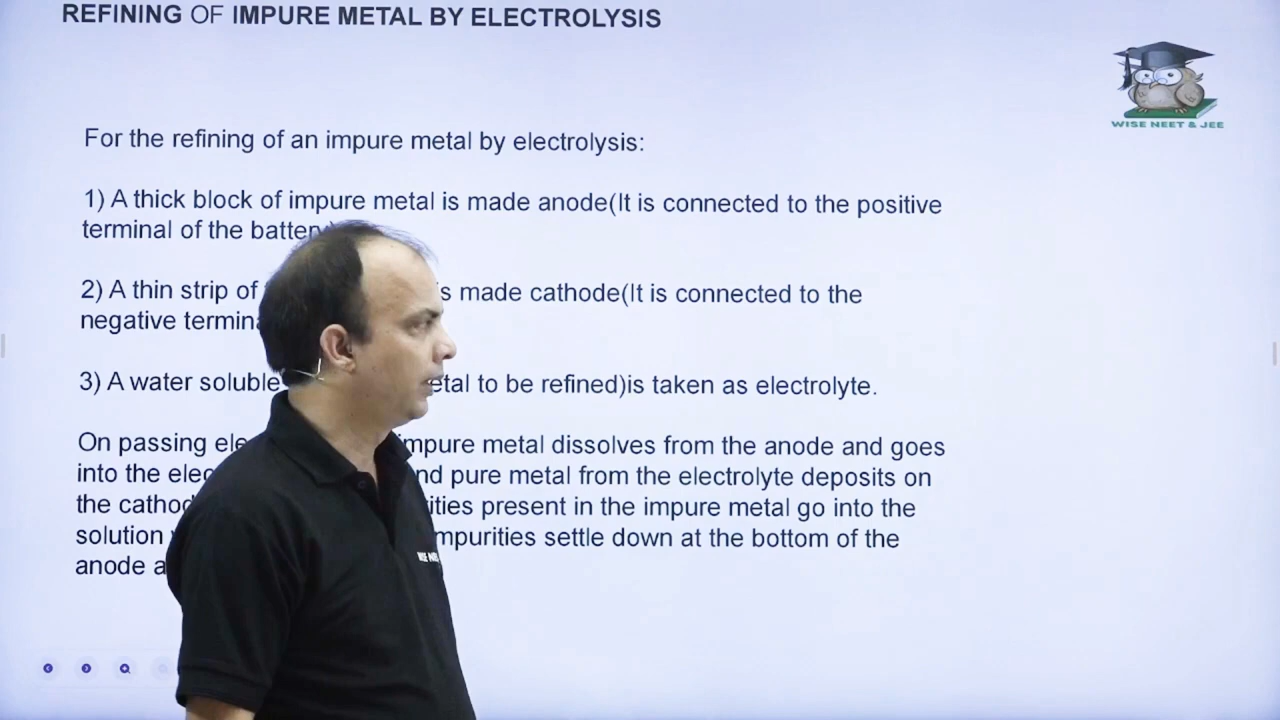 REFINING OF IMPURE METAL BY ELECTROLYSIS
WISE NEET & JEE
For the refining of an impure metal by electrolysis:
1) A thick block of impure metal is made anode(It is connected to the positive
terminal of the battery)
2) A thin strip of s made cathode(It is connected to the
negative termina
3) A water soluble etal to be refined)is taken as electrolyte.
On passing ele impure metal dissolves from the anode and goes
into the elec nd pure metal from the electrolyte deposits on
the cathod ities present in the impure metal go into the
solution mpurities settle down at the bottom of the
anode a